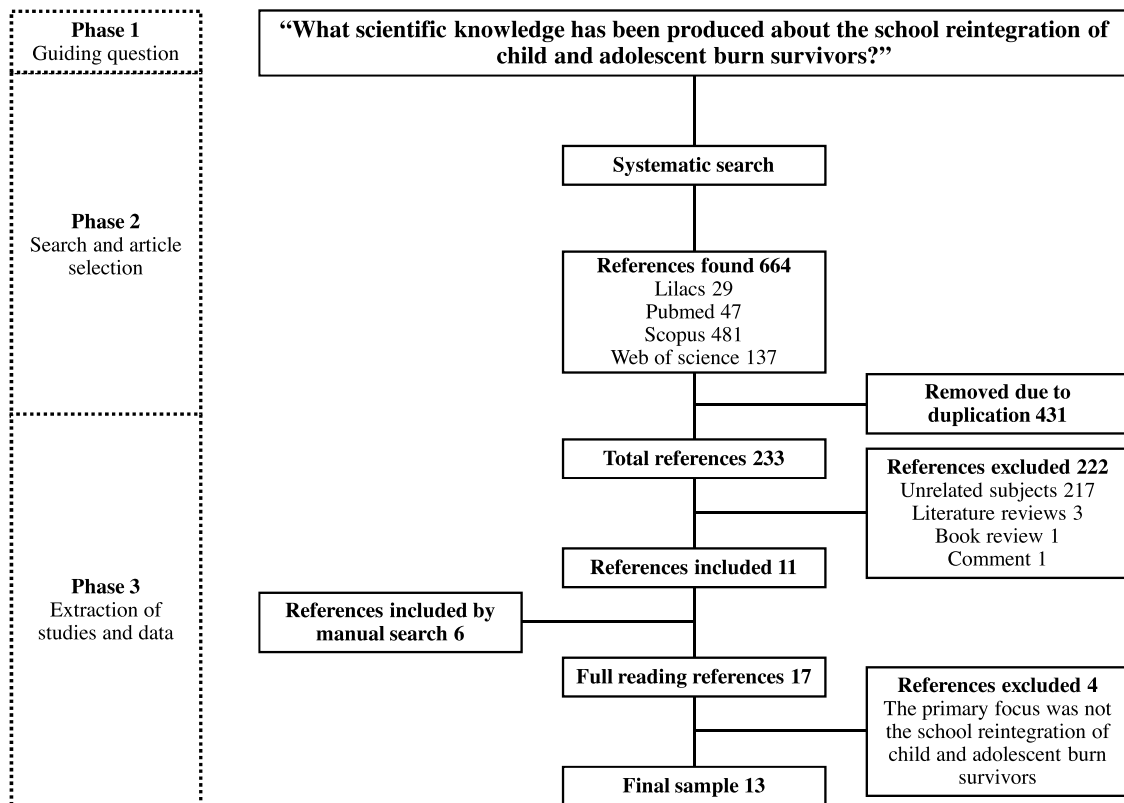 Phase 1
Guiding question
“What scientific knowledge has been produced about the school reintegration of
child and adolescent burn survivors?”
Phase 2
Search and article
selection
Systematic search
References found 664
Lilacs 29
Pubmed 47
Scopus 481
Web of science 137
Removed due to
duplication 431
Phase 3
Extraction of
studies and data
Total references 233
References excluded 222
Unrelated subjects 217
Literature reviews 3
Book review 1
Comment 1
References included 11
References included by
manual search 6
Full reading references 17
References excluded 4
The primary focus was not
the school reintegration of
child and adolescent burn
survivors
Final sample 13